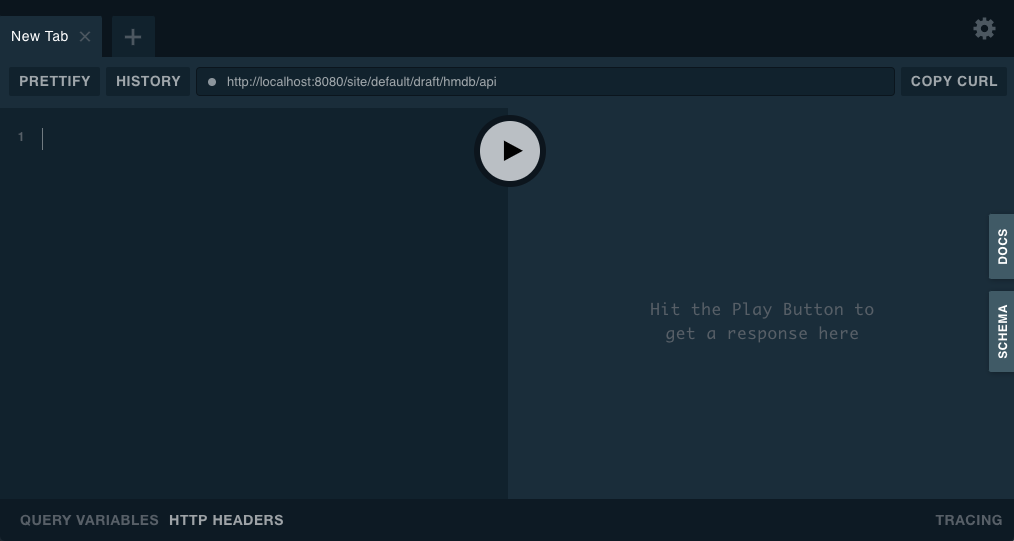 New Tab
PRETTIFY HISTORY http://localhost:8080/site/default/draft/hmdb/api COPY CURL
1
DOCS
Hit the Play Button to
get a response here
SCHEMA
QUERY VARIABLES HTTP HEADERS TRACING